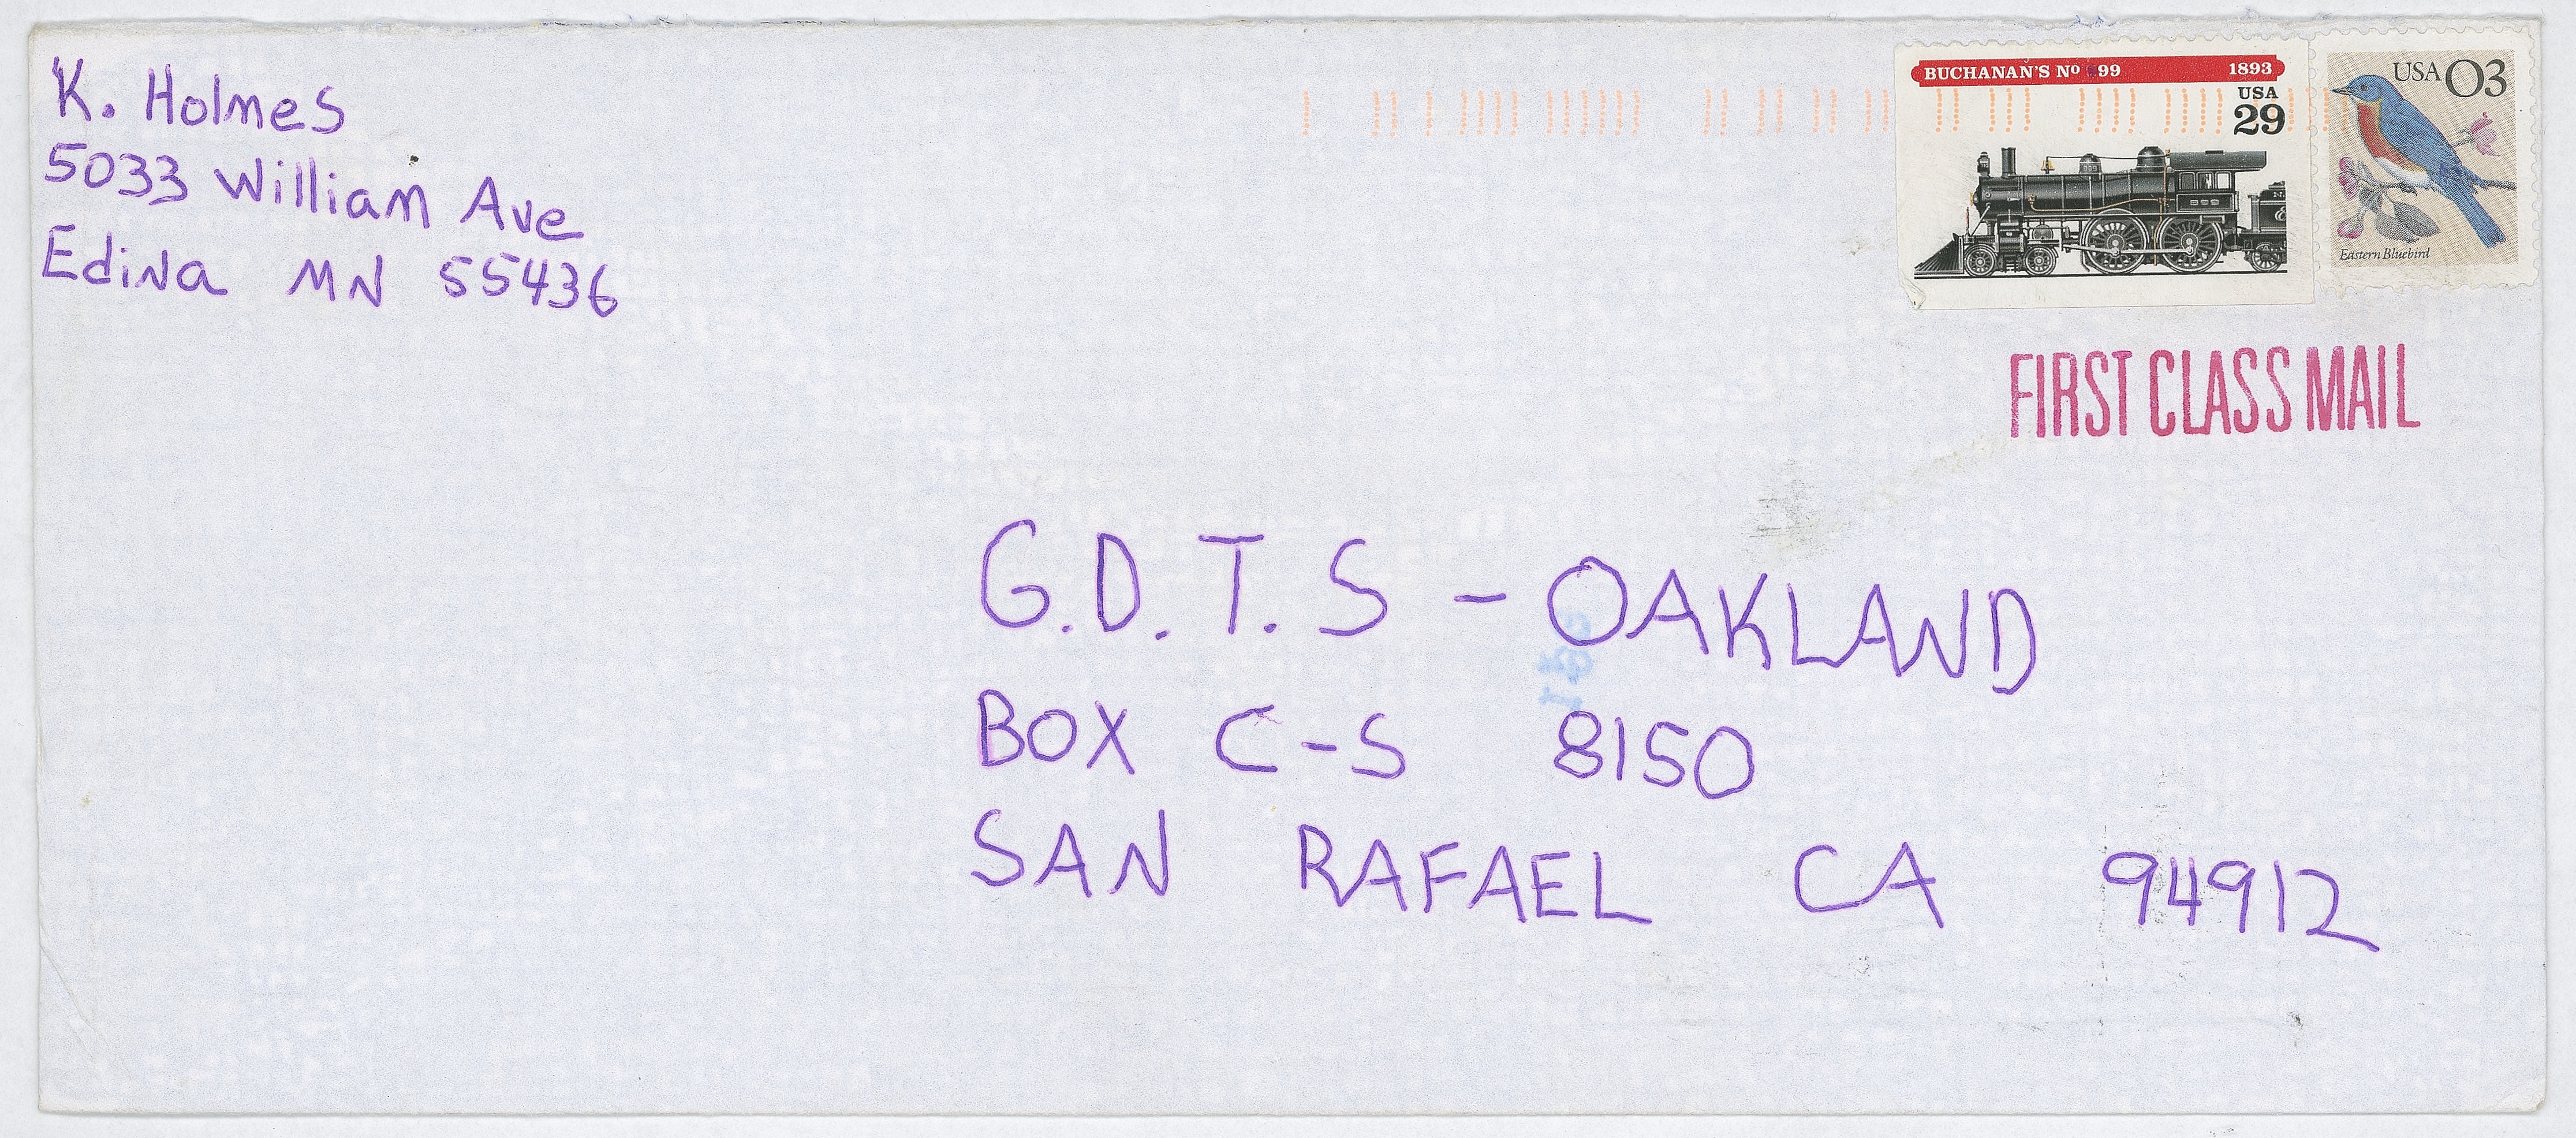 K. Holmes
5033 William Ave
Edina MN 55436
BUCHANAN'S Nº 999 1893
USA
29
USA 03
Eastern Bluebird
FIRST CLASS MAIL
G.D.T.S - OAKLAND
BOX C-S 8150
SAN RAFAEL CA 94912